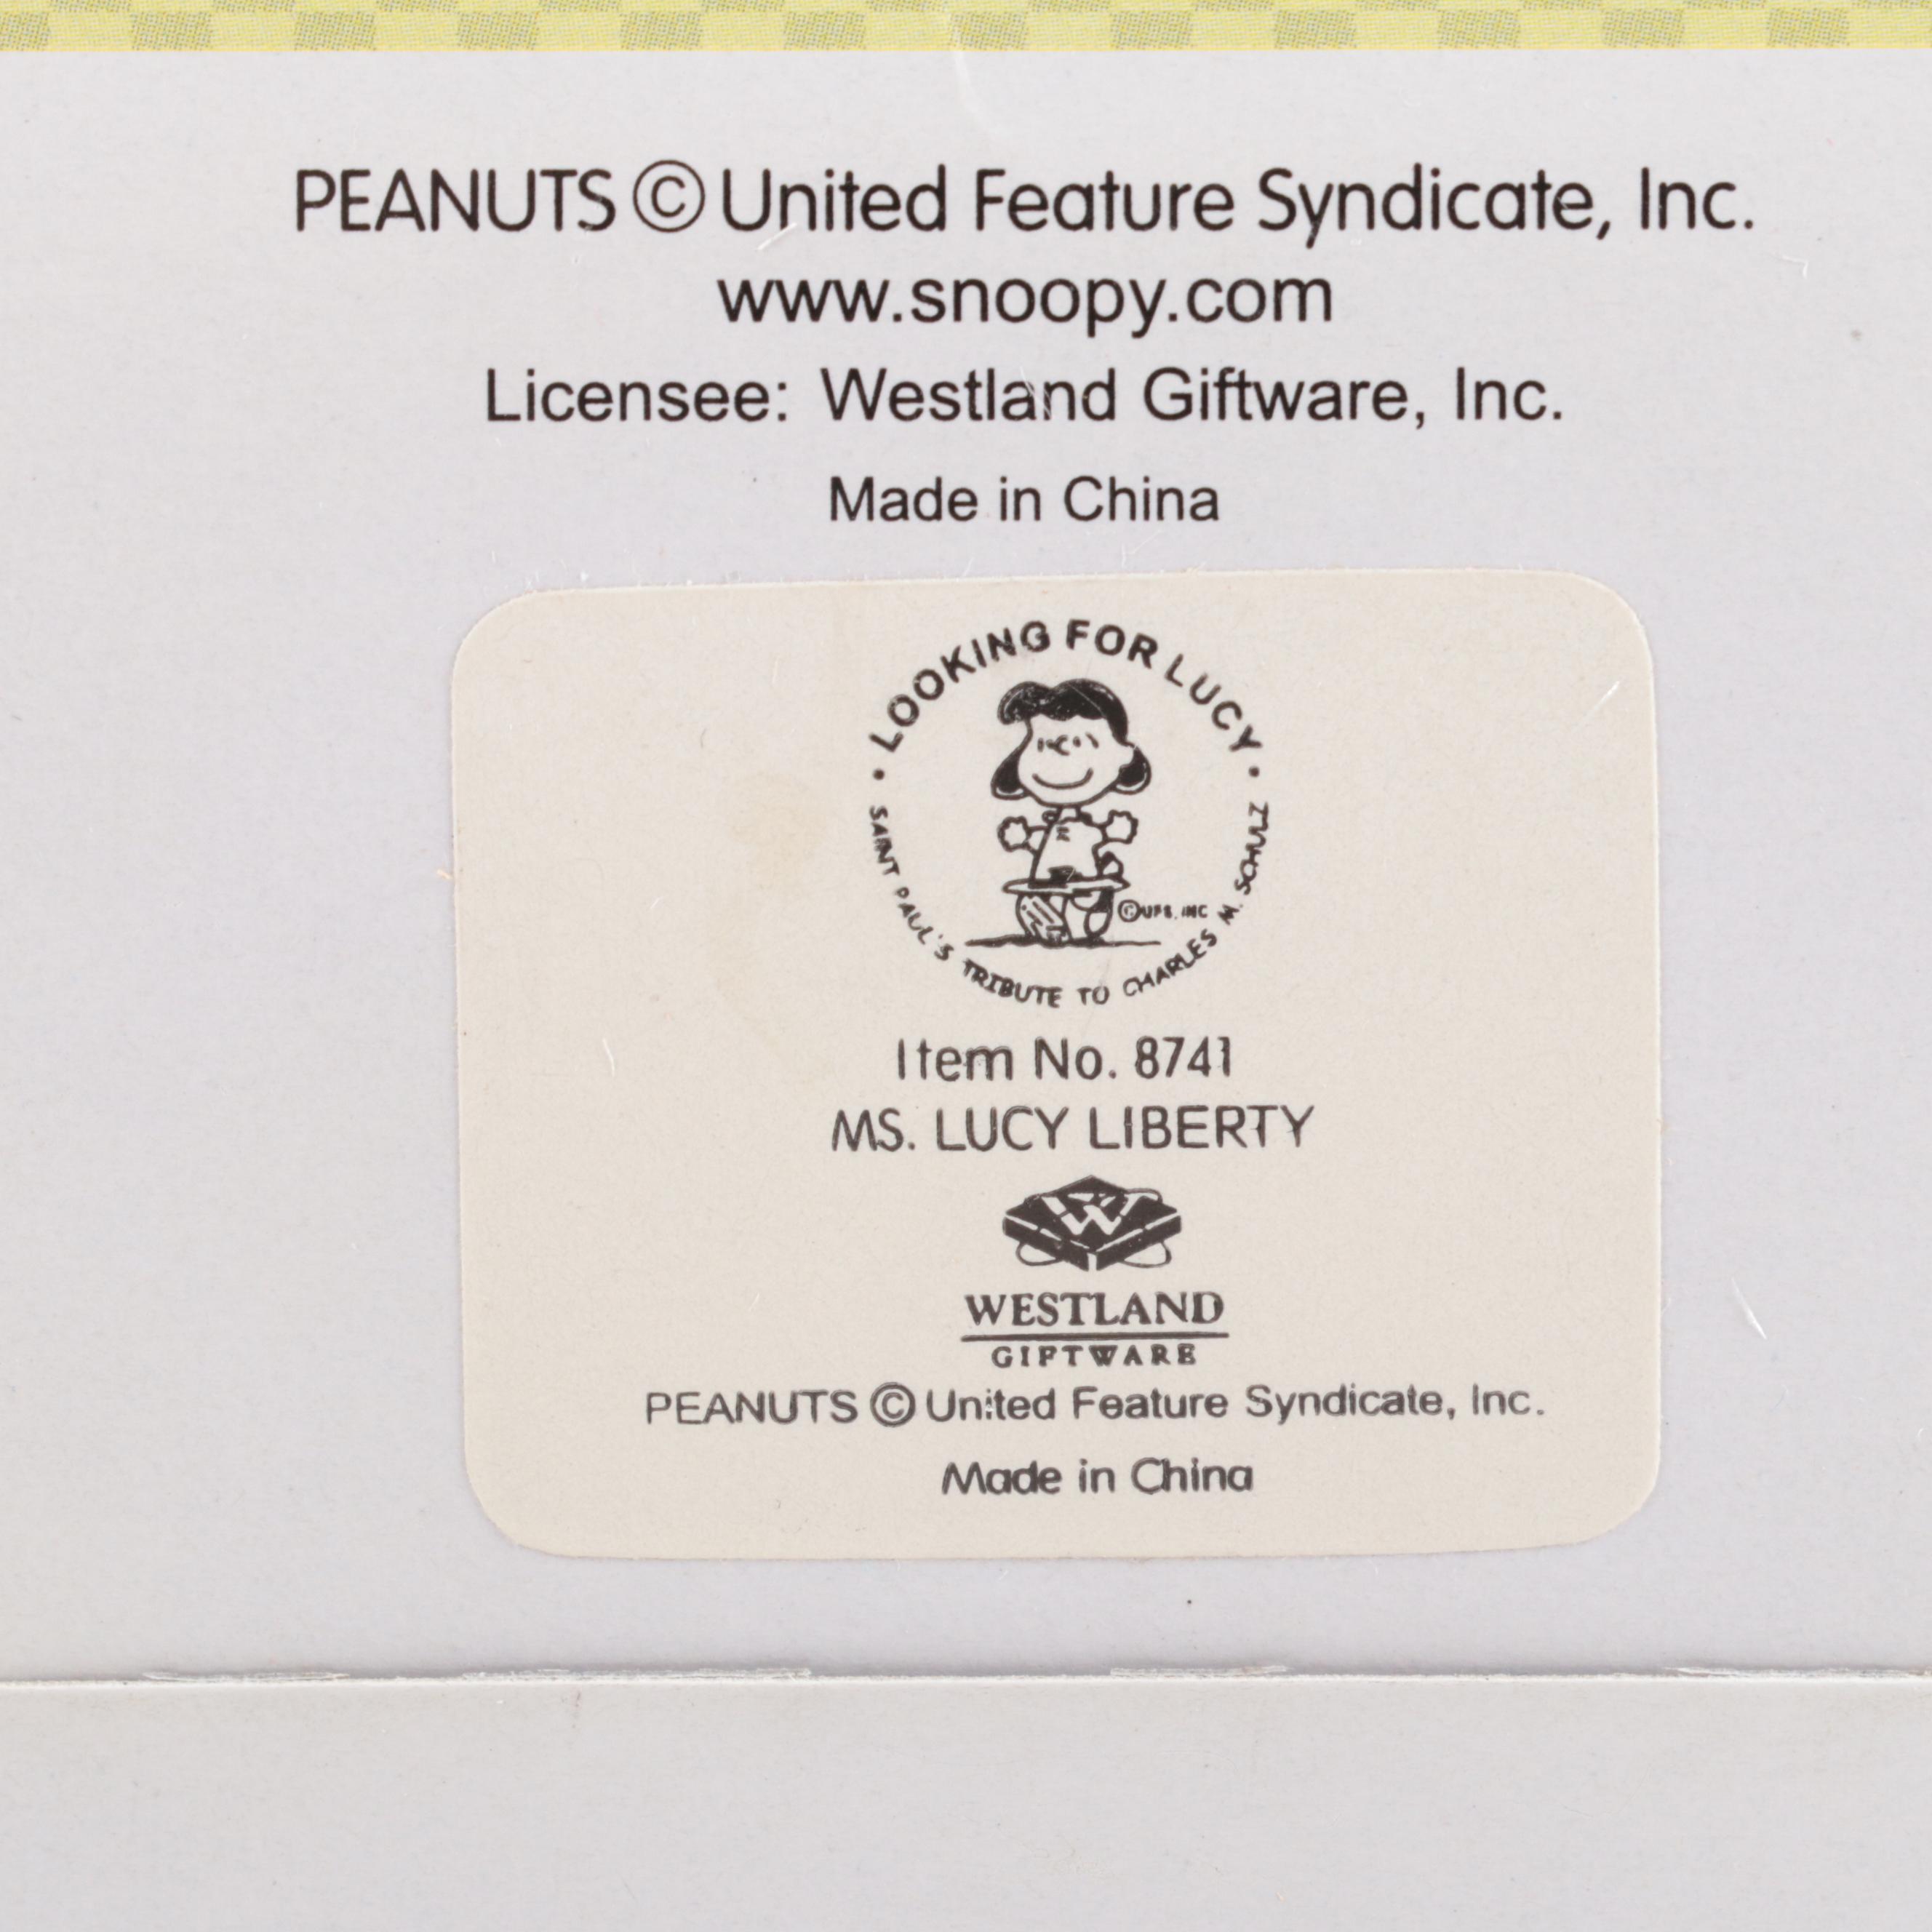 PEANUTS © United Feature Syndicate, Inc.
www.snoopy.com
Licensee: Westland Giftware, Inc.
Made in China
• LOOKING FOR LUCY •
SAINT PAUL'S TRIBUTE TO CHARLES M. SCHULZ
©UFS, INC
Item No. 8741
MS. LUCY LIBERTY
W
WESTLAND
GIFTWARE
PEANUTS © United Feature Syndicate, Inc.
Made in China